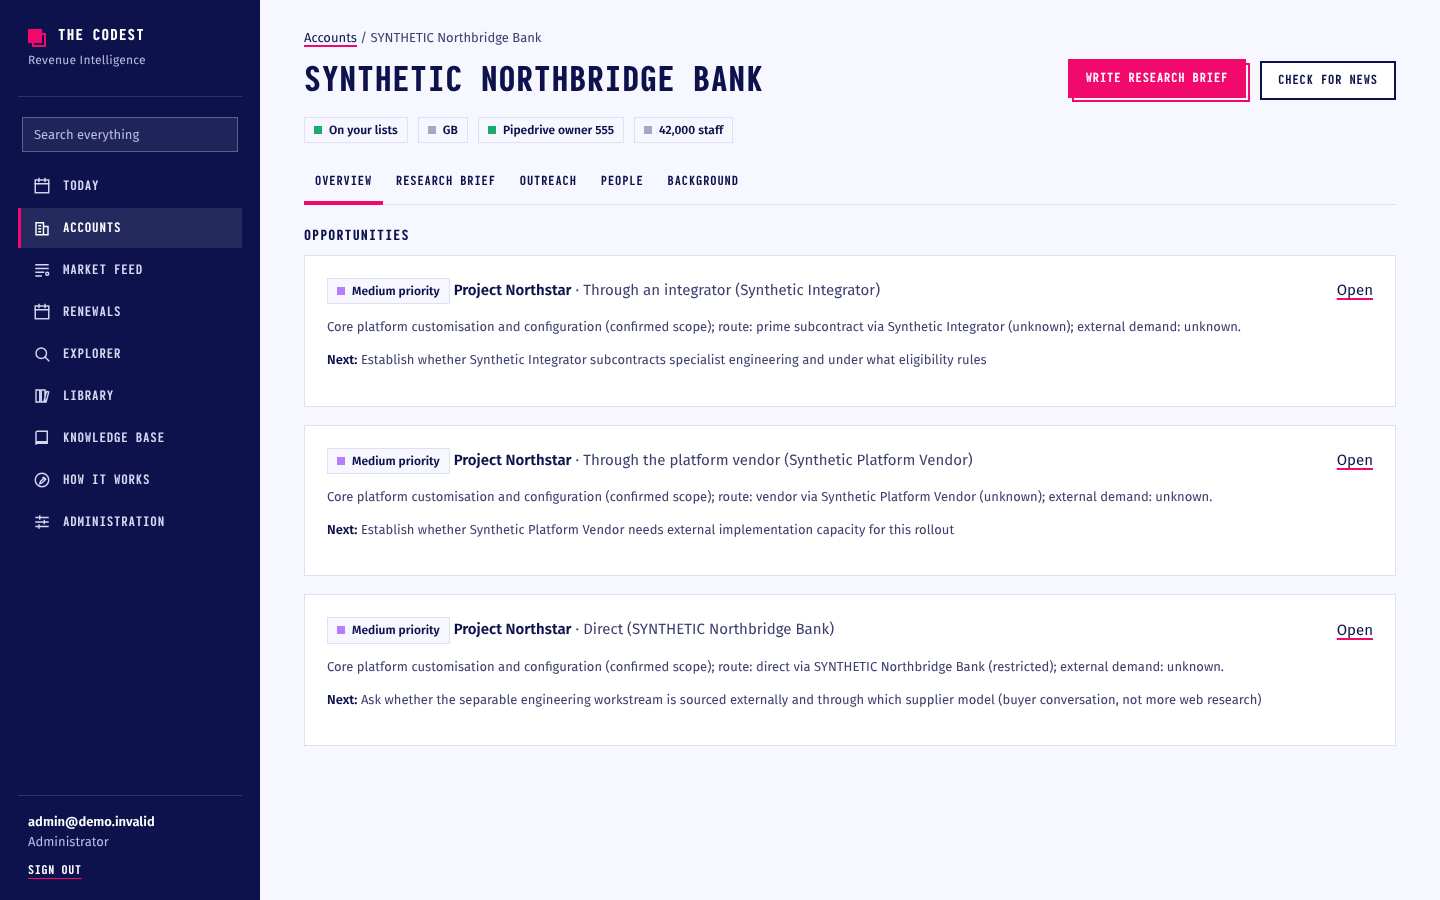 THE CODEST
Revenue Intelligence
Search everything
TODAY
ACCOUNTS
MARKET FEED
RENEWALS
EXPLORER
LIBRARY
KNOWLEDGE BASE
HOW IT WORKS
ADMINISTRATION
admin@demo.invalid
Administrator
SIGN OUT
Accounts / SYNTHETIC Northbridge Bank
SYNTHETIC NORTHBRIDGE BANK
WRITE RESEARCH BRIEF
CHECK FOR NEWS
On your lists
GB
Pipedrive owner 555
42,000 staff
OVERVIEW
RESEARCH BRIEF
OUTREACH
PEOPLE
BACKGROUND
OPPORTUNITIES
Medium priority Project Northstar · Through an integrator (Synthetic Integrator)
Open
Core platform customisation and configuration (confirmed scope); route: prime subcontract via Synthetic Integrator (unknown); external demand: unknown.
Next: Establish whether Synthetic Integrator subcontracts specialist engineering and under what eligibility rules
Medium priority Project Northstar · Through the platform vendor (Synthetic Platform Vendor)
Open
Core platform customisation and configuration (confirmed scope); route: vendor via Synthetic Platform Vendor (unknown); external demand: unknown.
Next: Establish whether Synthetic Platform Vendor needs external implementation capacity for this rollout
Medium priority Project Northstar · Direct (SYNTHETIC Northbridge Bank)
Open
Core platform customisation and configuration (confirmed scope); route: direct via SYNTHETIC Northbridge Bank (restricted); external demand: unknown.
Next: Ask whether the separable engineering workstream is sourced externally and through which supplier model (buyer conversation, not more web research)